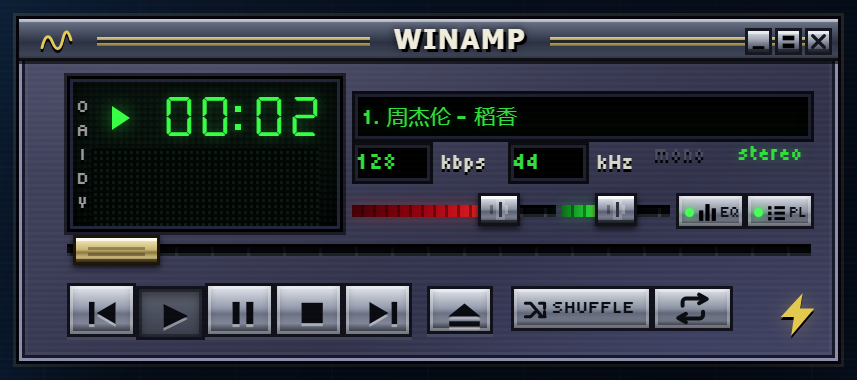 WINAMP
O
A
I
D
V
00:02
1. 周杰伦 - 稻香
128 kbps 44 kHz mono stereo
EQ PL
SHUFFLE